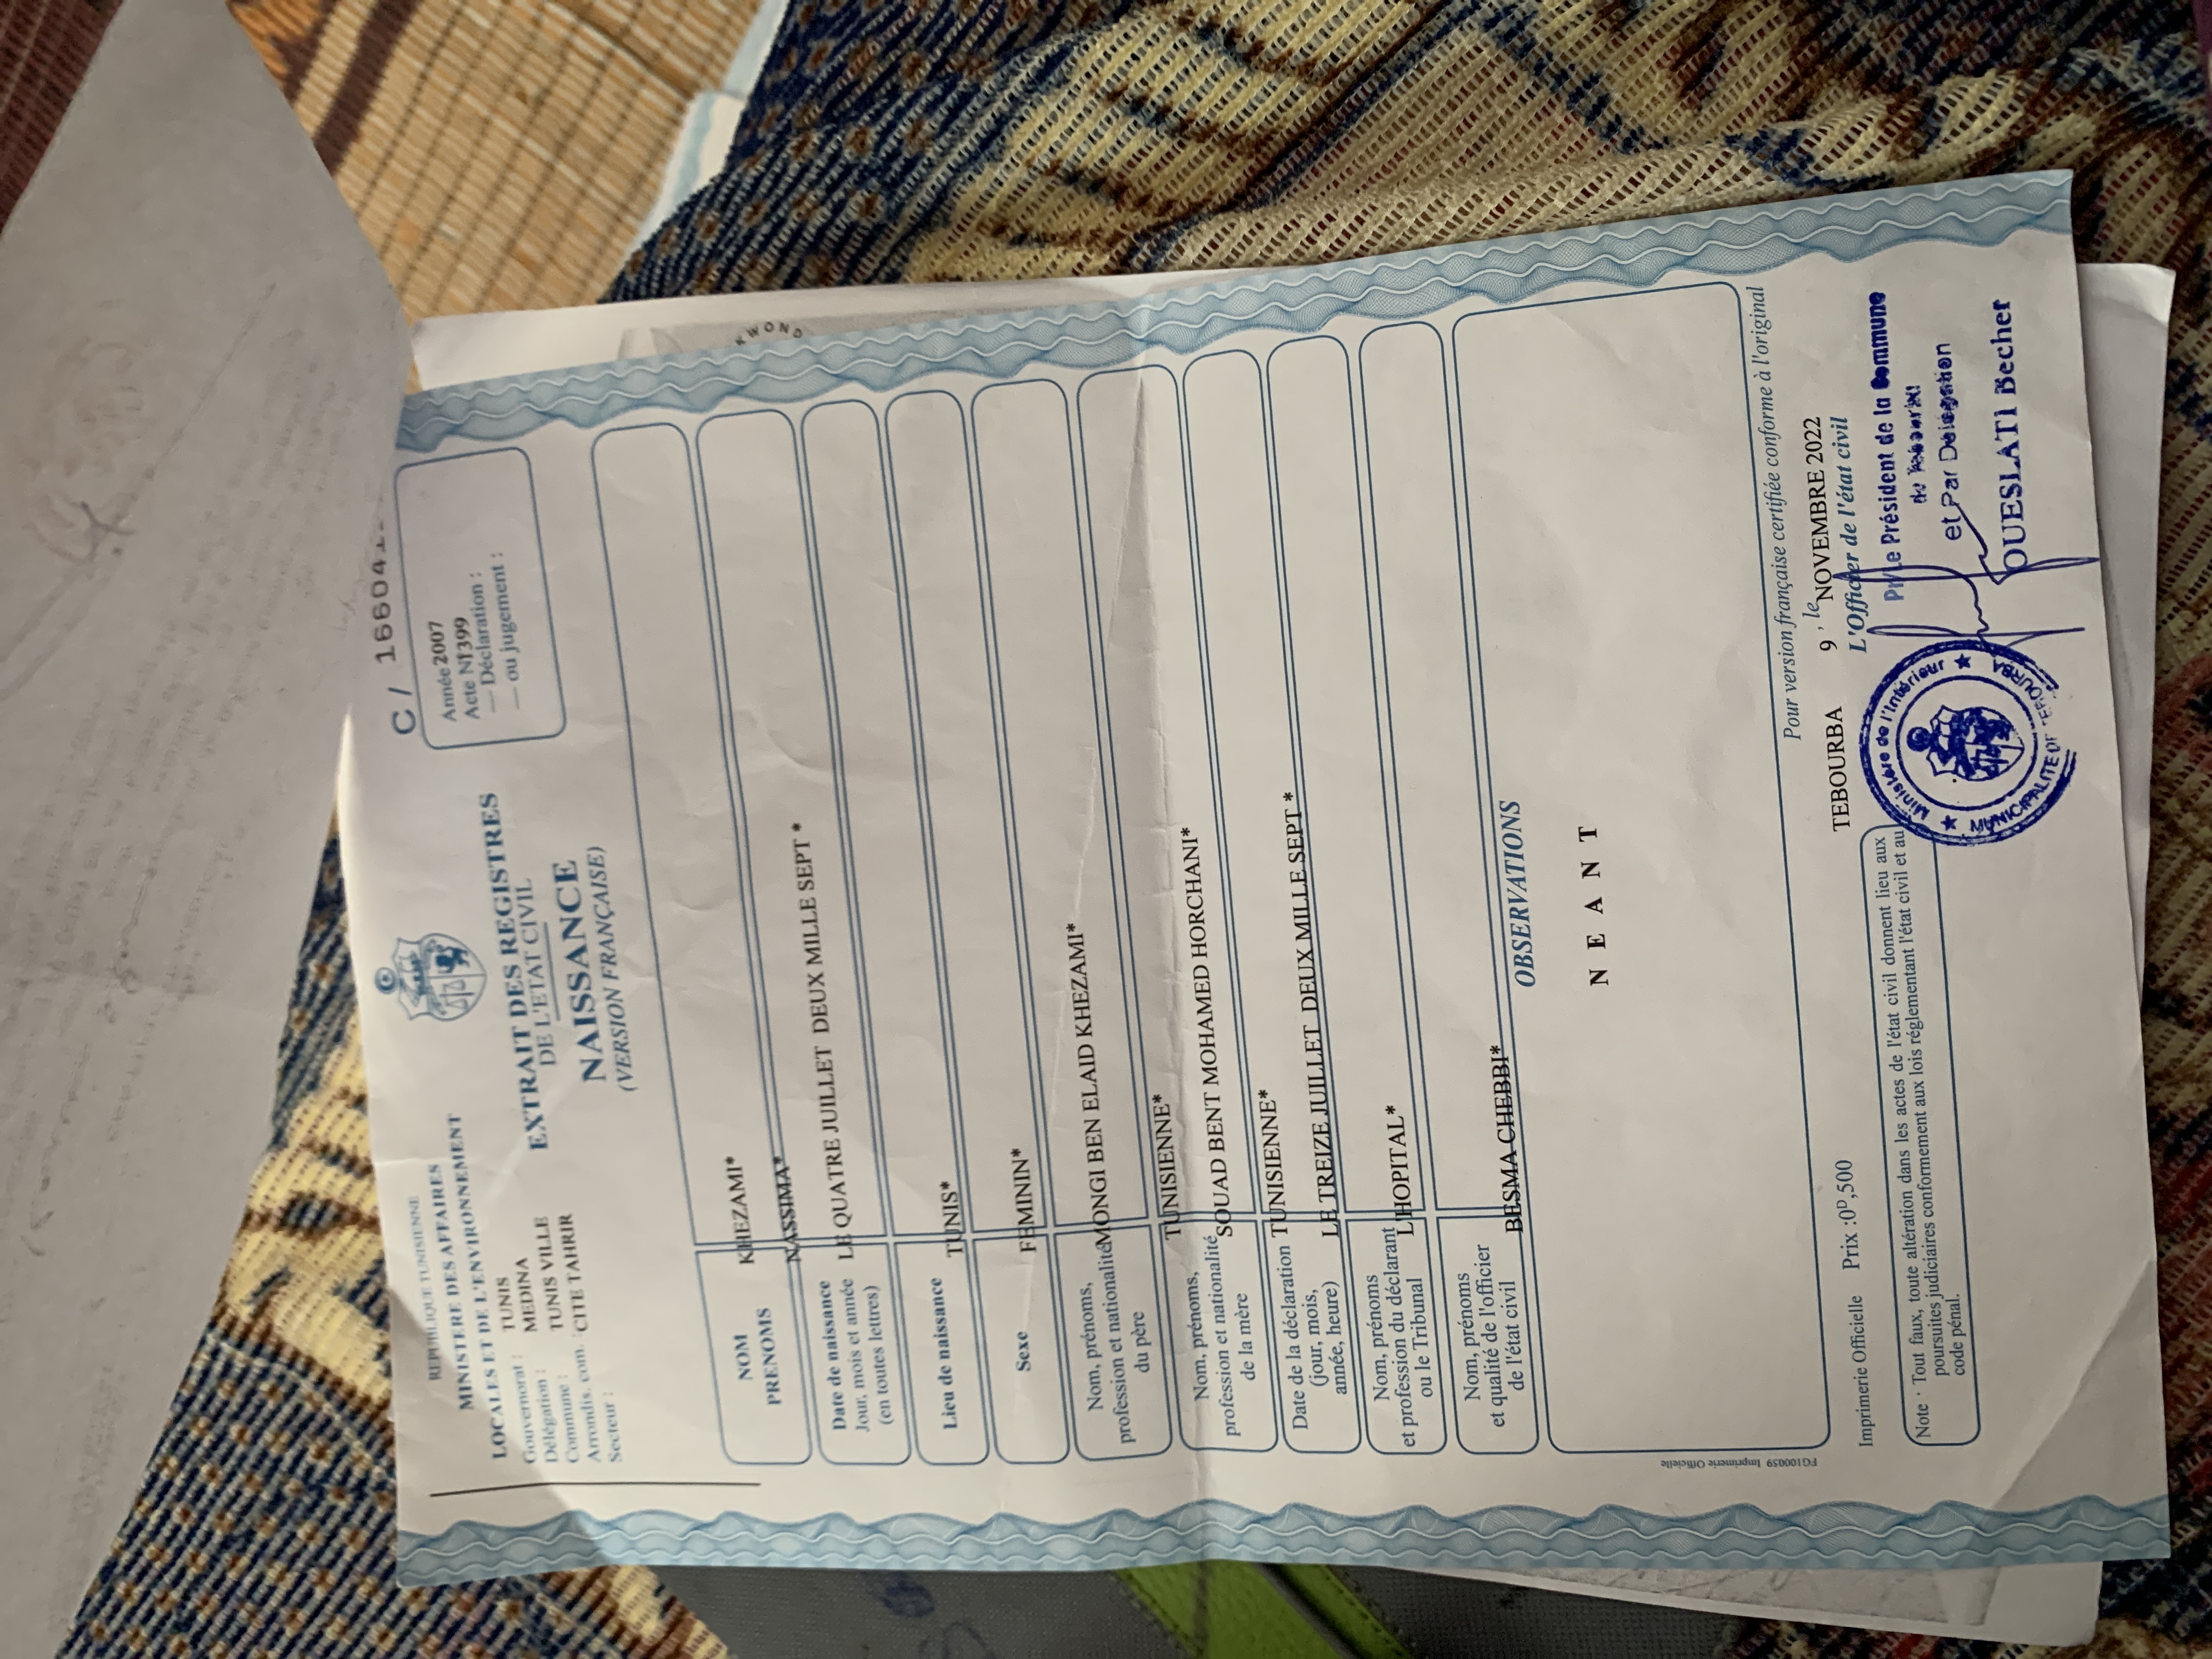 C / 16604
REPUBLIQUE TUNISIENNE
MINISTERE DES AFFAIRES
LOCALES ET DE L'ENVIRONNEMENT
Gouvernorat : TUNIS
Délégation : MEDINA
Commune : TUNIS VILLE
Arrondis. com. : CITE TAHRIR
Secteur :
EXTRAIT DES REGISTRES
DE L'ETAT CIVIL
NAISSANCE
(VERSION FRANÇAISE)
Année 2007
Acte N 1399
— Déclaration :
— ou jugement :
NOM
KHEZAMI*
PRENOMS
NASSIMA*
Date de naissance
Jour, mois et année
(en toutes lettres)
LE QUATRE JUILLET DEUX MILLE SEPT *
Lieu de naissance
TUNIS*
Sexe
FEMININ*
Nom, prénoms,
profession et nationalité
du père
MONGI BEN ELAID KHEZAMI*
TUNISIENNE*
Nom, prénoms,
profession et nationalité
de la mère
SOUAD BENT MOHAMED HORCHANI*
TUNISIENNE*
Date de la déclaration
(jour, mois,
année, heure)
LE TREIZE JUILLET DEUX MILLE SEPT *
Nom, prénoms
et profession du déclarant
ou le Tribunal
L'HOPITAL*
Nom, prénoms
et qualité de l'officier
de l'état civil
BESMA CHEBBI*
OBSERVATIONS
N E A N T
FG100059 Imprimerie Officielle
Pour version française certifiée conforme à l'original
TEBOURBA 9 , le NOVEMBRE 2022
L'Officier de l'état civil
Imprimerie Officielle Prix :0D,500
Note : Tout faux, toute altération dans les actes de l'état civil donnent lieu aux
poursuites judiciaires conformement aux lois réglementant l'état civil et au
code pénal.
Ministère de l'Intérieur
MUNICIPALITE DE TEBOURBA
P/Le Président de la Commune
de
et Par Delegation
OUESLATI Becher
KWOND